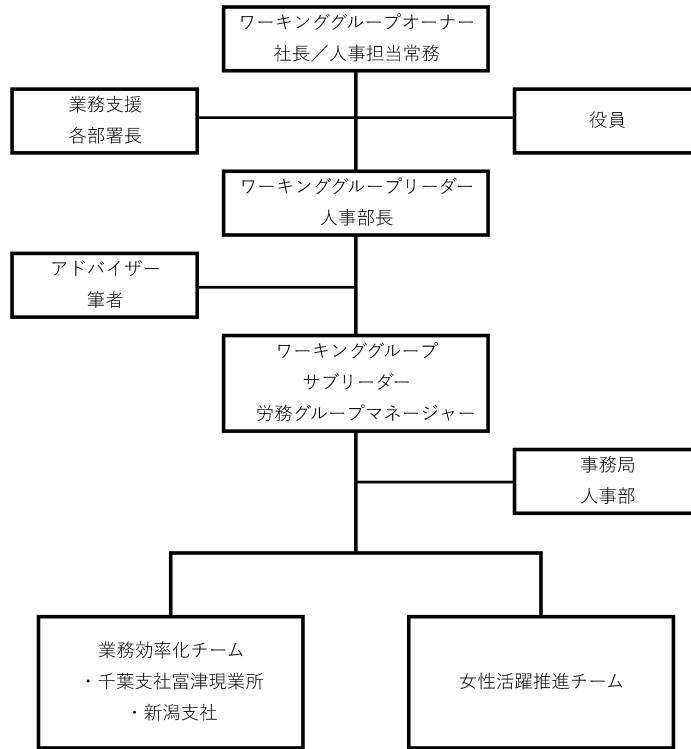 ワーキンググループオーナー
社長／人事担当常務
業務支援
各部署長
役員
ワーキンググループリーダー
人事部長
アドバイザー
筆者
ワーキンググループ
サブリーダー
労務グループマネージャー
事務局
人事部
業務効率化チーム
・千葉支社富津現業所
・新潟支社
女性活躍推進チーム